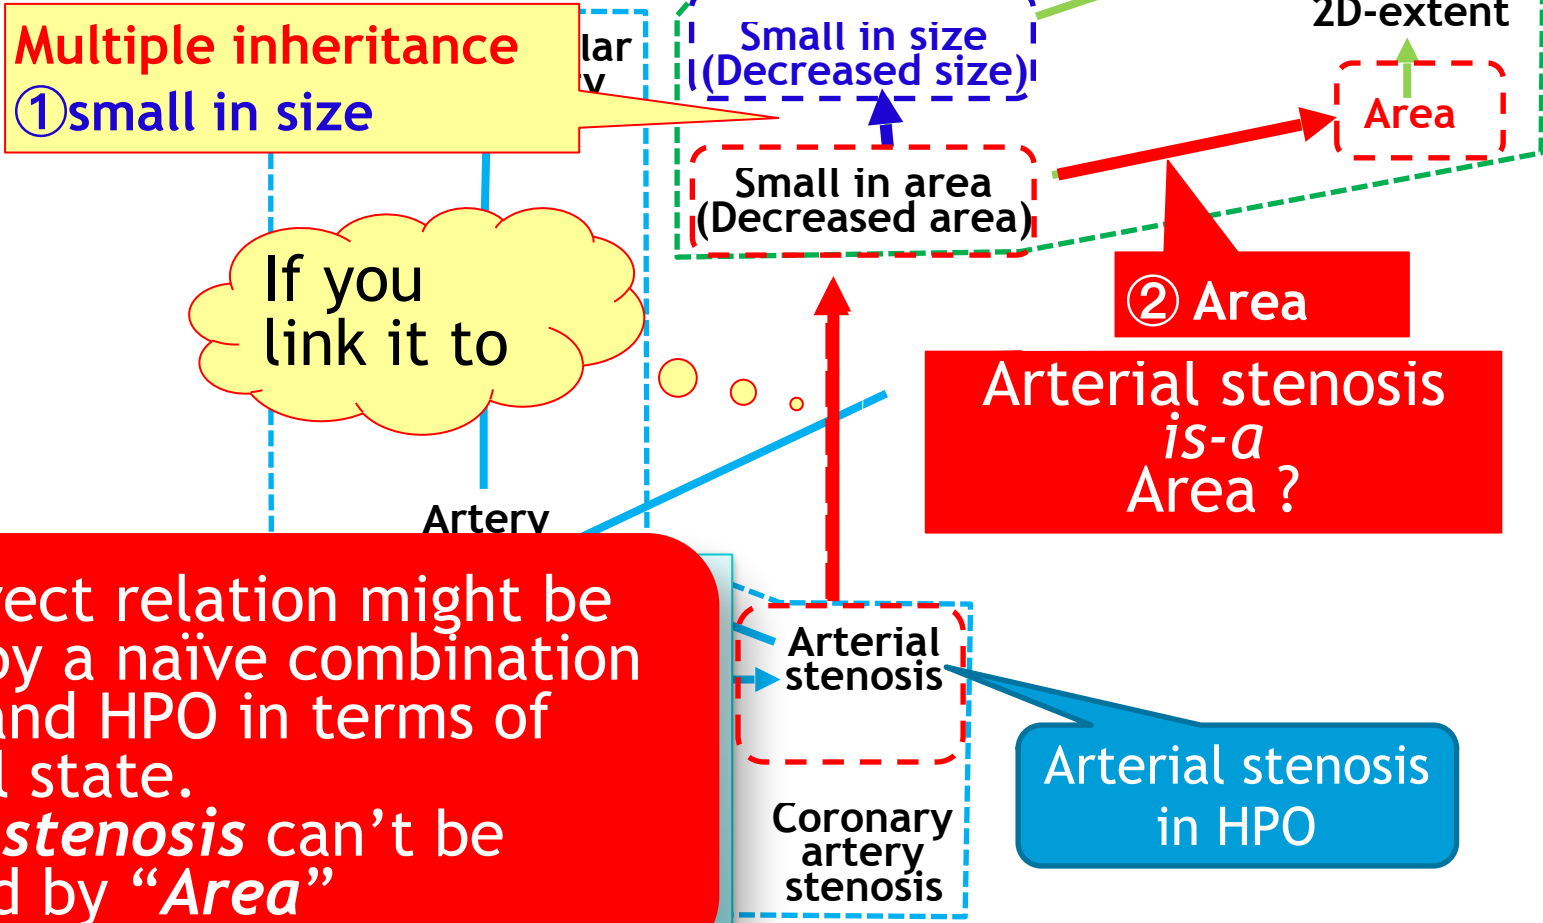 Multiple inheritance
①small in size
lar
Small in size
(Decreased size)
2D-extent
Area
Small in area
(Decreased area)
If you
link it to
② Area
Arterial stenosis
is-a
Area ?
Artery
rect relation might be
by a naïve combination
and HPO in terms of
l state.
stenosis can’t be
d by “Area”
Arterial
stenosis
Arterial stenosis
in HPO
Coronary
artery
stenosis